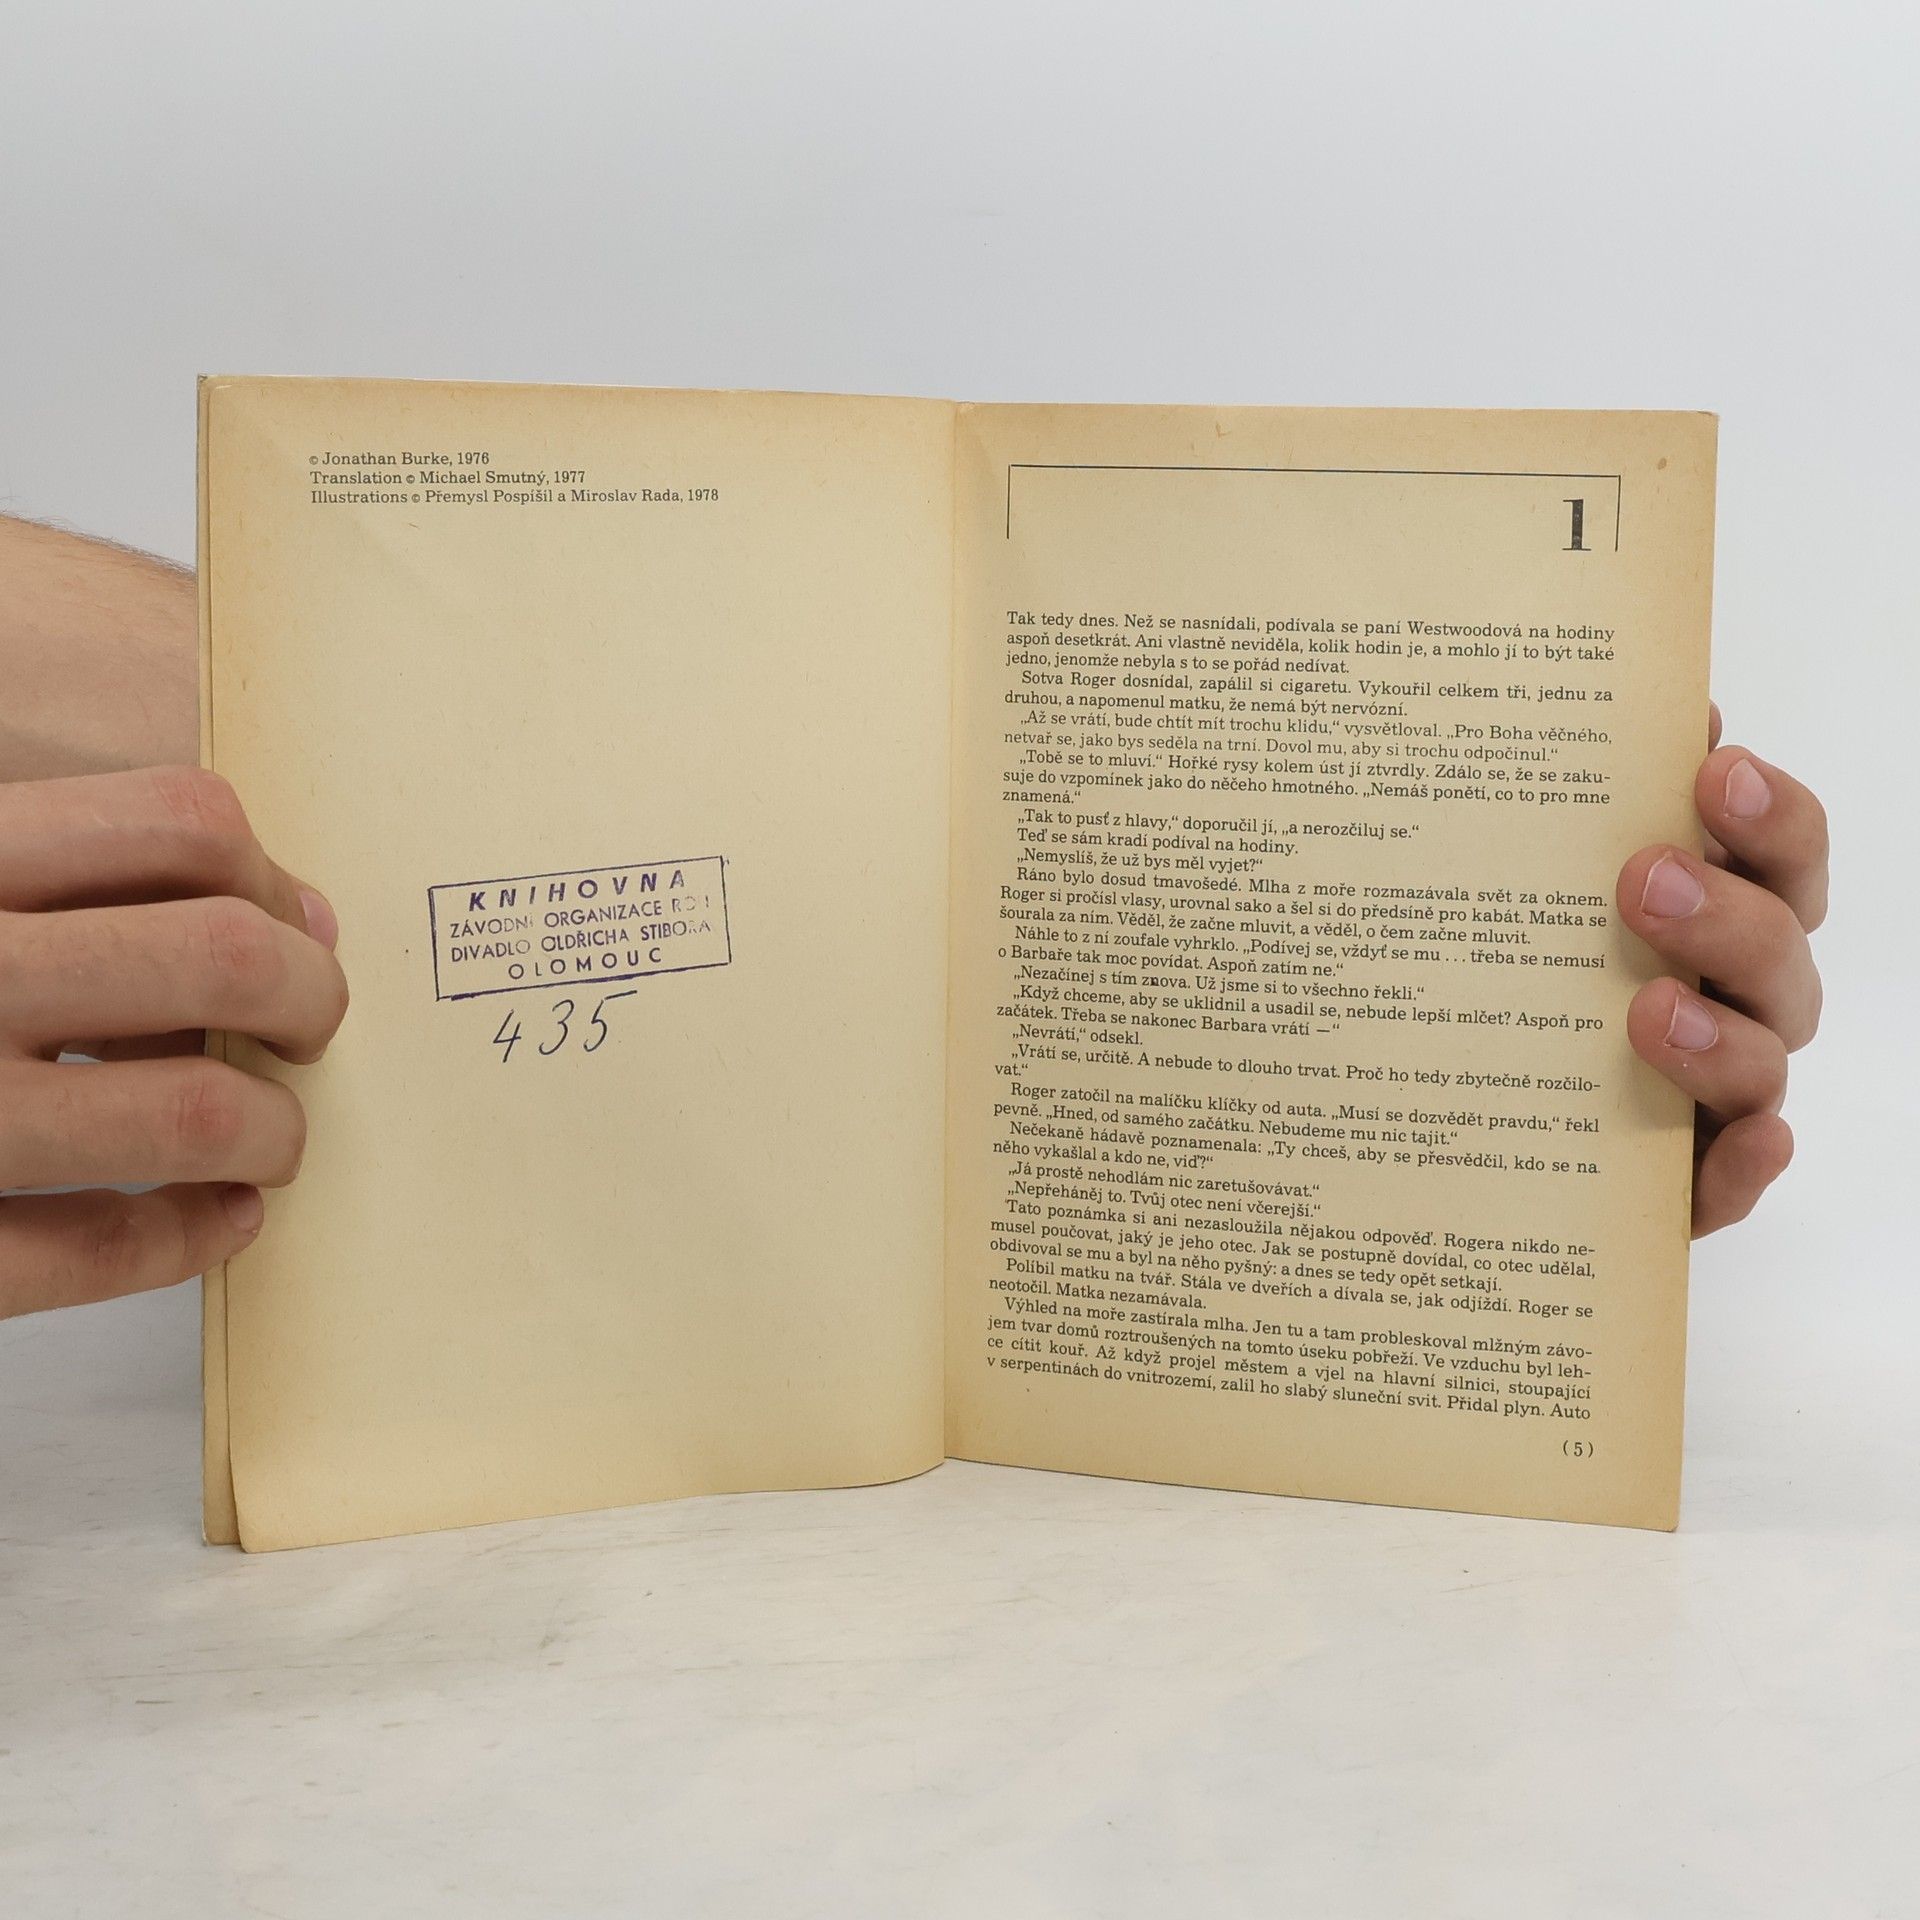 © Jonathan Burke, 1976
Translation © Michael Smutný, 1977
Illustrations © Přemysl Pospíšil a Miroslav Rada, 1978
KNIHOVNA
ZÁVODNÍ ORGANIZACE ROH
DIVADLO OLDŘICHA STIBORA
OLOMOUC
435
1
Tak tedy dnes. Než se nasnídali, podívala se paní Westwoodová na hodiny
aspoň desetkrát. Ani vlastně neviděla, kolik hodin je, a mohlo jí to být také
jedno, jenomže nebyla s to se pořád nedívat.
Sotva Roger dosnídal, zapálil si cigaretu. Vykouřil celkem tři, jednu za
druhou, a napomenul matku, že nemá být nervózní.
„Až se vrátí, bude chtít mít trochu klidu,“ vysvětloval. „Pro Boha věčného,
netvař se, jako bys seděla na trní. Dovol mu, aby si trochu odpočinul.“
„Tobě se to mluví.“ Hořké rysy kolem úst jí ztvrdly. Zdálo se, že se zaku-
suje do vzpomínek jako do něčeho hmotného. „Nemáš ponětí, co to pro mne
znamená.“
„Tak to pusť z hlavy,“ doporučil jí, „a nerozčiluj se.“
Teď se sám kradí podíval na hodiny.
„Nemyslíš, že už bys měl vyjet?“
Ráno bylo dosud tmavošedé. Mlha z moře rozmazávala svět za oknem.
Roger si pročísl vlasy, urovnal sako a šel si do předsíně pro kabát. Matka se
šourala za ním. Věděl, že začne mluvit, a věděl, o čem začne mluvit.
Náhle to z ní zoufale vyhrklo. „Podívej se, vždyť se mu ... třeba se nemusí
o Barbaře tak moc povídat. Aspoň zatím ne.“
„Nezačínej s tím znova. Už jsme si to všechno řekli.“
„Když chceme, aby se uklidnil a usadil se, nebude lepší mlčet? Aspoň pro
začátek. Třeba se nakonec Barbara vrátí —“
„Nevrátí,“ odsekl.
„Vrátí se, určitě. A nebude to dlouho trvat. Proč ho tedy zbytečně rozčilo-
vat.“
Roger zatočil na malíčku klíčky od auta. „Musí se dozvědět pravdu,“ řekl
pevně. „Hned, od samého začátku. Nebudeme mu nic tajit.“
Nečekaně hádavě poznamenala: „Ty chceš, aby se přesvědčil, kdo se na
něho vykašlal a kdo ne, viď?“
„Já prostě nehodlám nic zaretušovávat.“
„Nepřeháněj to. Tvůj otec není včerejší.“
Tato poznámka si ani nezasloužila nějakou odpověď. Rogera nikdo ne-
musel poučovat, jaký je jeho otec. Jak se postupně dovídal, co otec udělal,
obdivoval se mu a byl na něho pyšný: a dnes se tedy opět setkají.
Políbil matku na tvář. Stála ve dveřích a dívala se, jak odjíždí. Roger se
neotočil. Matka nezamávala.
Výhled na moře zastírala mlha. Jen tu a tam probleskoval mlžným závo-
jem tvar domů roztroušených na tomto úseku pobřeží. Ve vzduchu byl leh-
ce cítit kouř. Až když projel městem a vjel na hlavní silnici, stoupající
v serpentinách do vnitrozemí, zalil ho slabý sluneční svit. Přidal plyn. Auto
(5)